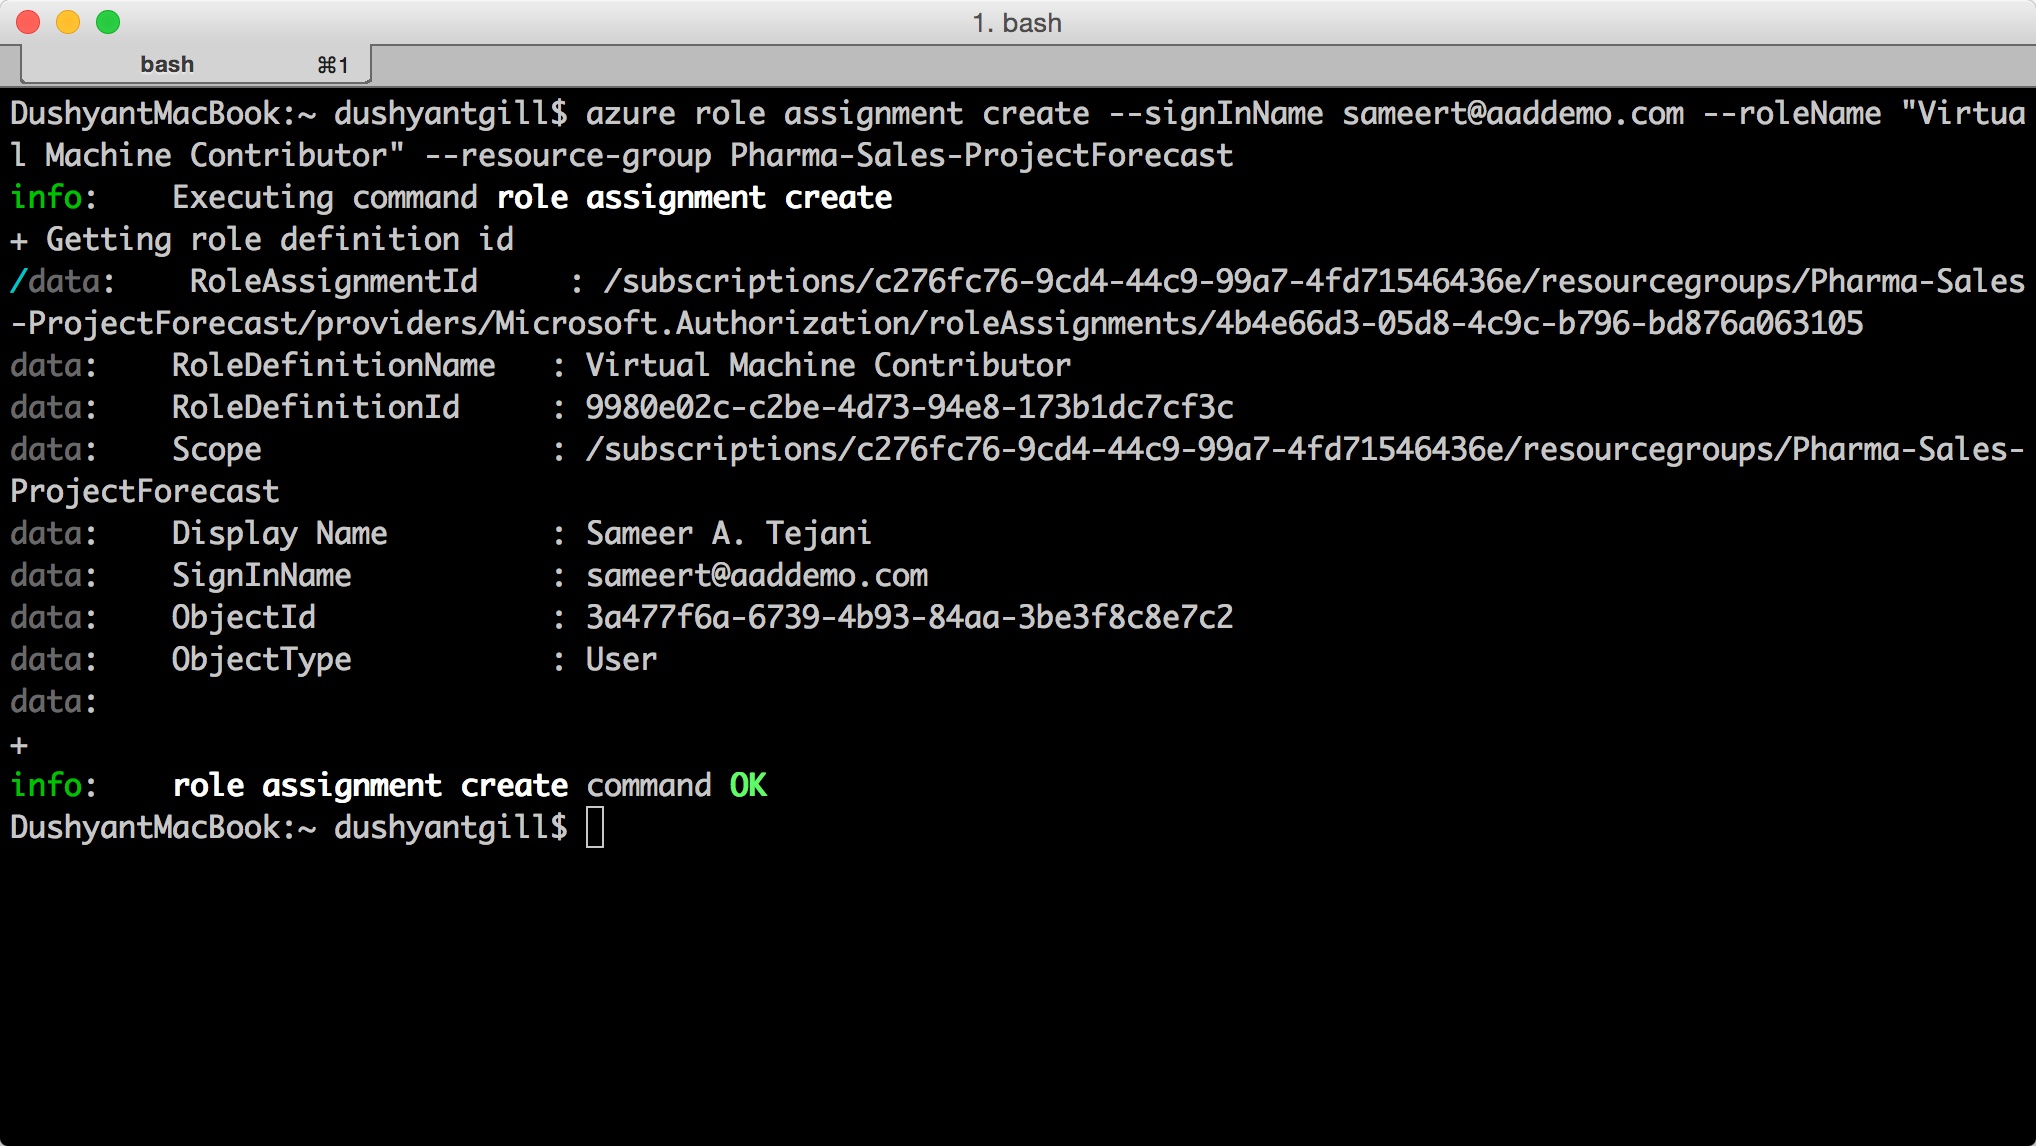 1. bash
bash ⌘1
DushyantMacBook:~ dushyantgill$ azure role assignment create --signInName sameert@aaddemo.com --roleName "Virtua
l Machine Contributor" --resource-group Pharma-Sales-ProjectForecast
info:    Executing command role assignment create
+ Getting role definition id
/data:    RoleAssignmentId     : /subscriptions/c276fc76-9cd4-44c9-99a7-4fd71546436e/resourcegroups/Pharma-Sales
-ProjectForecast/providers/Microsoft.Authorization/roleAssignments/4b4e66d3-05d8-4c9c-b796-bd876a063105
data:    RoleDefinitionName   : Virtual Machine Contributor
data:    RoleDefinitionId     : 9980e02c-c2be-4d73-94e8-173b1dc7cf3c
data:    Scope                : /subscriptions/c276fc76-9cd4-44c9-99a7-4fd71546436e/resourcegroups/Pharma-Sales-
ProjectForecast
data:    Display Name         : Sameer A. Tejani
data:    SignInName           : sameert@aaddemo.com
data:    ObjectId             : 3a477f6a-6739-4b93-84aa-3be3f8c8e7c2
data:    ObjectType           : User
data:
+
info:    role assignment create command OK
DushyantMacBook:~ dushyantgill$